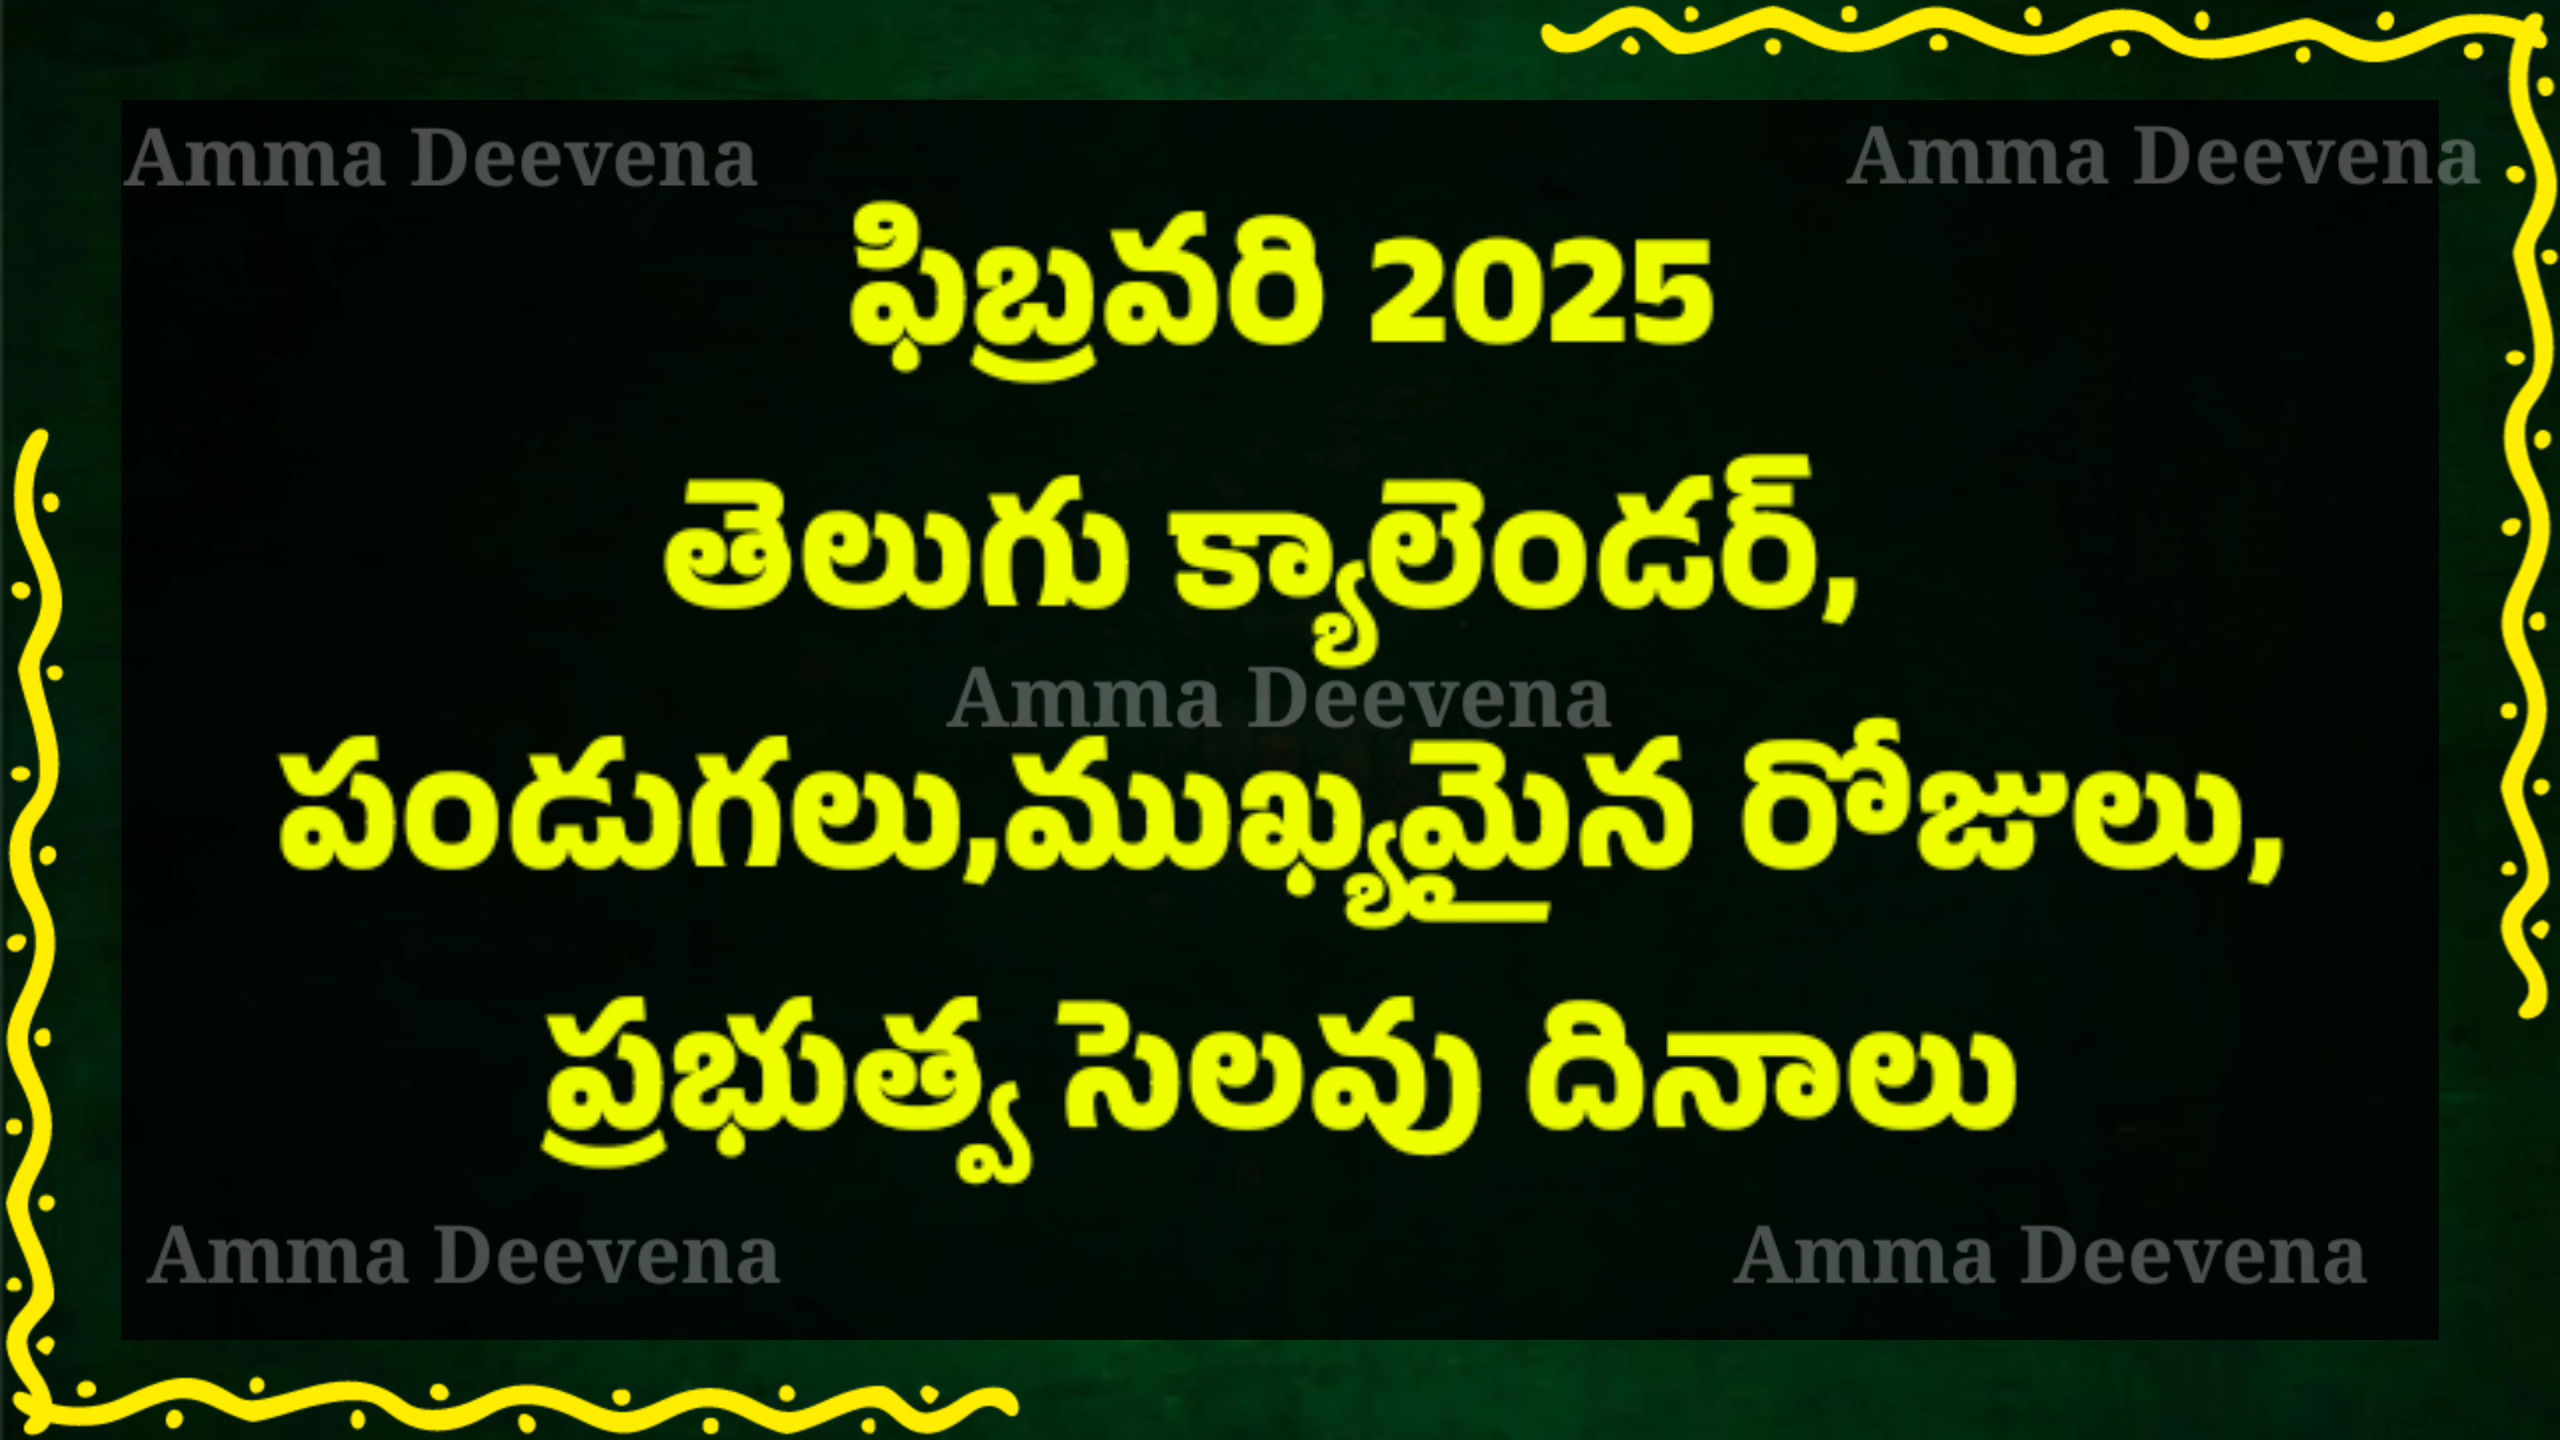 Amma Deevena Amma Deevena
ఫిబ్రవరి 2025
తెలుగు క్యాలెండర్,
Amma Deevena
పండుగలు,ముఖ్యమైన రోజులు,
ప్రభుత్వ సెలవు దినాలు
Amma Deevena Amma Deevena